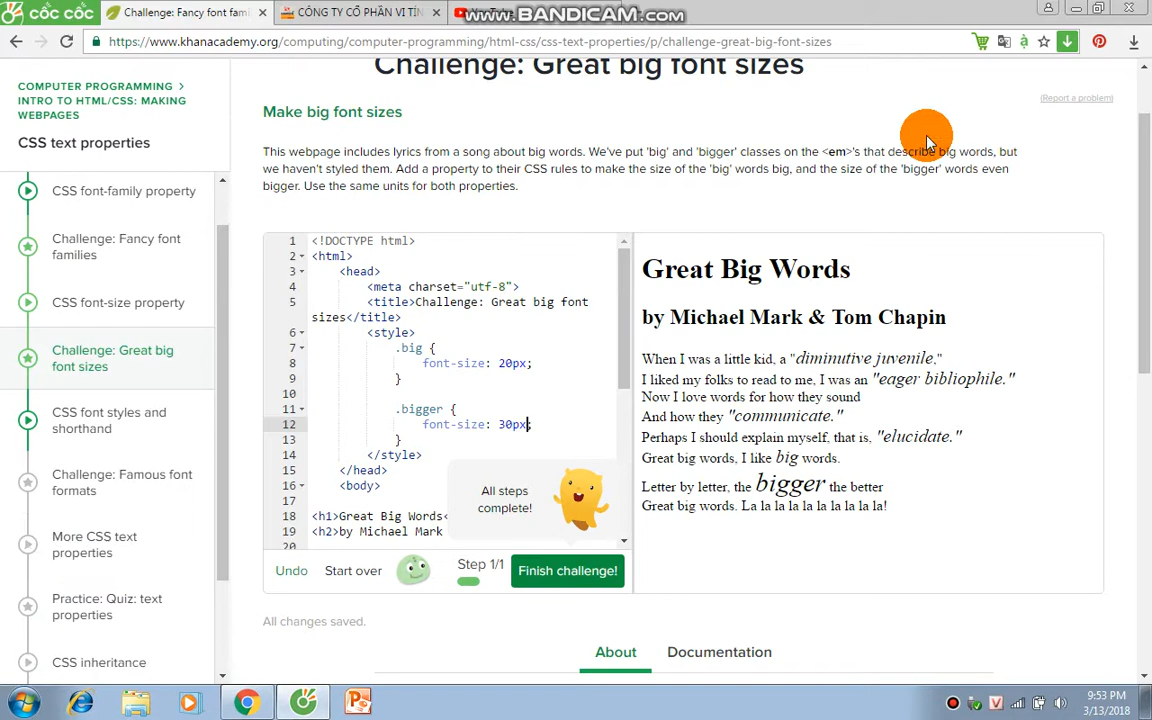 cốc cốc
Challenge: Fancy font fami
CÔNG TY CỔ PHẦN VI TÍN
www.BANDICAM.com
https://www.khanacademy.org/computing/computer-programming/html-css/css-text-properties/p/challenge-great-big-font-sizes
COMPUTER PROGRAMMING >
INTRO TO HTML/CSS: MAKING
WEBPAGES
CSS text properties
CSS font-family property
Challenge: Fancy font
families
CSS font-size property
Challenge: Great big
font sizes
CSS font styles and
shorthand
Challenge: Famous font
formats
More CSS text
properties
Practice: Quiz: text
properties
CSS inheritance
Challenge: Great big font sizes
(Report a problem)
Make big font sizes
This webpage includes lyrics from a song about big words. We've put 'big' and 'bigger' classes on the <em>'s that describe big words, but
we haven't styled them. Add a property to their CSS rules to make the size of the 'big' words big, and the size of the 'bigger' words even
bigger. Use the same units for both properties.
1 <!DOCTYPE html>
2 <html>
3 <head>
4 <meta charset="utf-8">
5 <title>Challenge: Great big font
sizes</title>
6 <style>
7 .big {
8 font-size: 20px;
9 }
10
11 .bigger {
12 font-size: 30px;
13 }
14 </style>
15 </head>
16 <body>
17
18 <h1>Great Big Words<
19 <h2>by Michael Mark
20
All steps
complete!
Undo
Start over
Step 1/1
Finish challenge!
Great Big Words
by Michael Mark & Tom Chapin
When I was a little kid, a "diminutive juvenile,"
I liked my folks to read to me, I was an "eager bibliophile."
Now I love words for how they sound
And how they "communicate."
Perhaps I should explain myself, that is, "elucidate."
Great big words, I like big words.
Letter by letter, the bigger the better
Great big words. La la la la la la la la la!
All changes saved.
About
Documentation
9:53 PM
3/13/2018